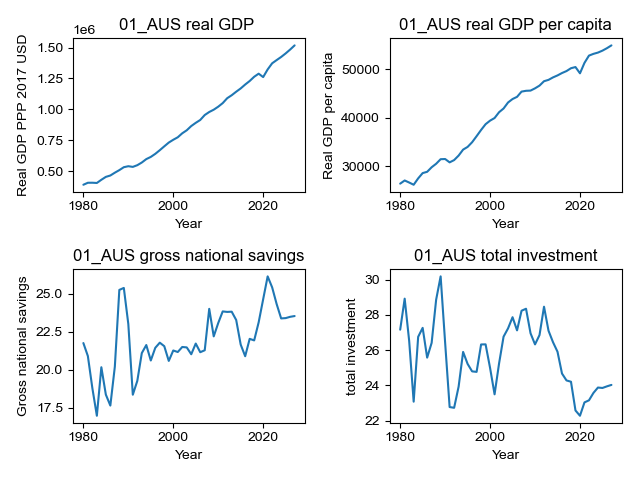 01_AUS real GDP
1e6
Real GDP PPP 2017 USD
1.50
1.25
1.00
0.75
0.50
1980 2000 2020
Year
01_AUS real GDP per capita
Real GDP per capita
50000
40000
30000
1980 2000 2020
Year
01_AUS gross national savings
Gross national savings
25.0
22.5
20.0
17.5
1980 2000 2020
Year
01_AUS total investment
total investment
30
28
26
24
22
1980 2000 2020
Year